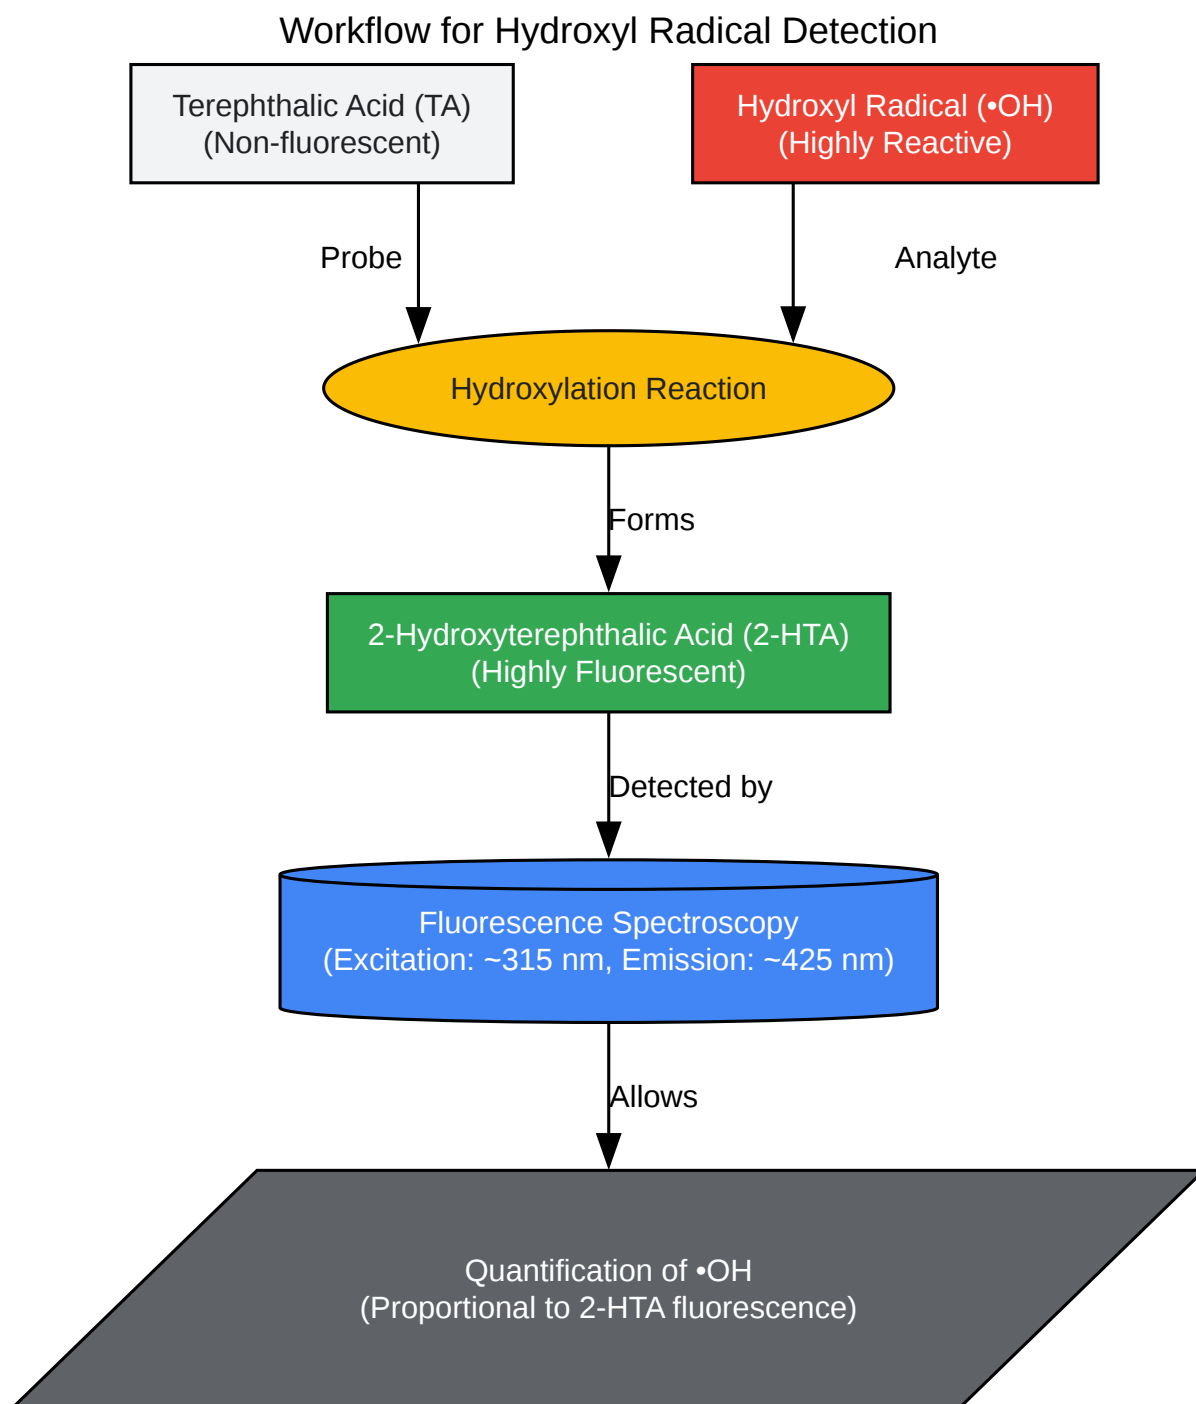 Workflow for Hydroxyl Radical Detection
Terephthalic Acid (TA)
(Non-fluorescent)
Hydroxyl Radical (•OH)
(Highly Reactive)
Probe
Analyte
Hydroxylation Reaction
Forms
2-Hydroxyterephthalic Acid (2-HTA)
(Highly Fluorescent)
Detected by
Fluorescence Spectroscopy
(Excitation: ~315 nm, Emission: ~425 nm)
Allows
Quantification of •OH
(Proportional to 2-HTA fluorescence)